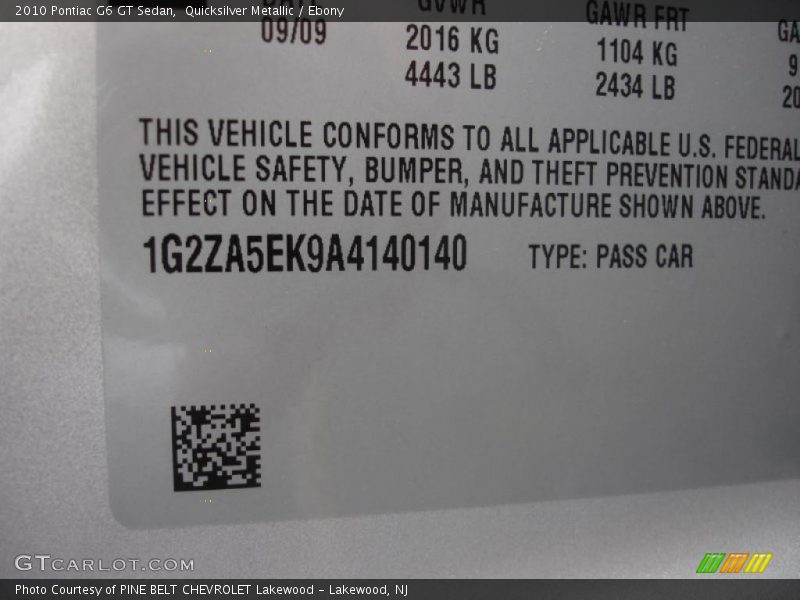 2010 Pontiac G6 GT Sedan, Quicksilver Metallic / Ebony
GVWR GAWR FRT
09/09 2016 KG 1104 KG
4443 LB 2434 LB
THIS VEHICLE CONFORMS TO ALL APPLICABLE U.S. FEDERAL
VEHICLE SAFETY, BUMPER, AND THEFT PREVENTION
EFFECT ON THE DATE OF MANUFACTURE SHOWN ABOVE.
1G2ZA5EK9A4140140 TYPE: PASS CAR
GTCARLOT.COM
Photo Courtesy of PINE BELT CHEVROLET Lakewood - Lakewood, NJ